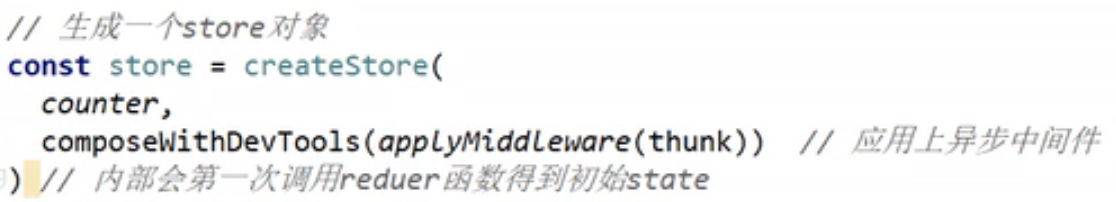 // 生成一个store对象
const store = createStore(
  counter,
  composeWithDevTools(applyMiddleware(thunk))  // 应用上异步中间件
) // 内部会第一次调用reduer函数得到初始state